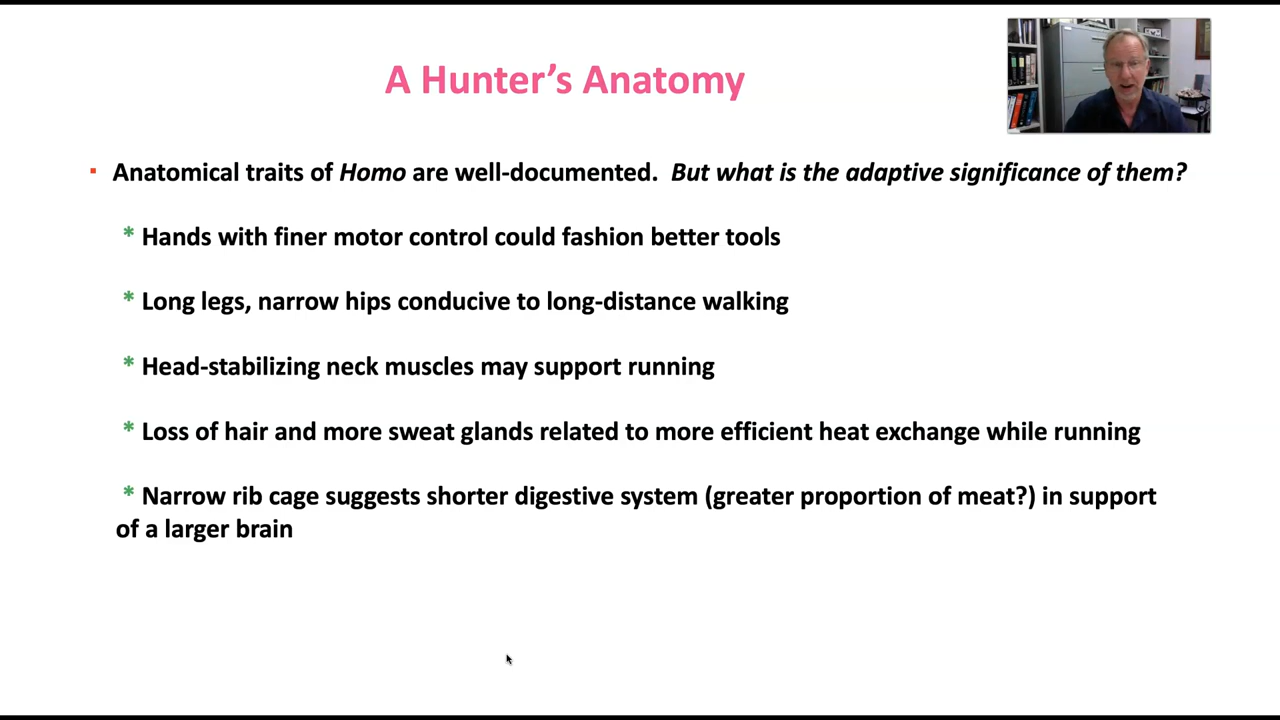 A Hunter’s Anatomy
▪ Anatomical traits of Homo are well-documented. But what is the adaptive significance of them?
* Hands with finer motor control could fashion better tools
* Long legs, narrow hips conducive to long-distance walking
* Head-stabilizing neck muscles may support running
* Loss of hair and more sweat glands related to more efficient heat exchange while running
* Narrow rib cage suggests shorter digestive system (greater proportion of meat?) in support
of a larger brain